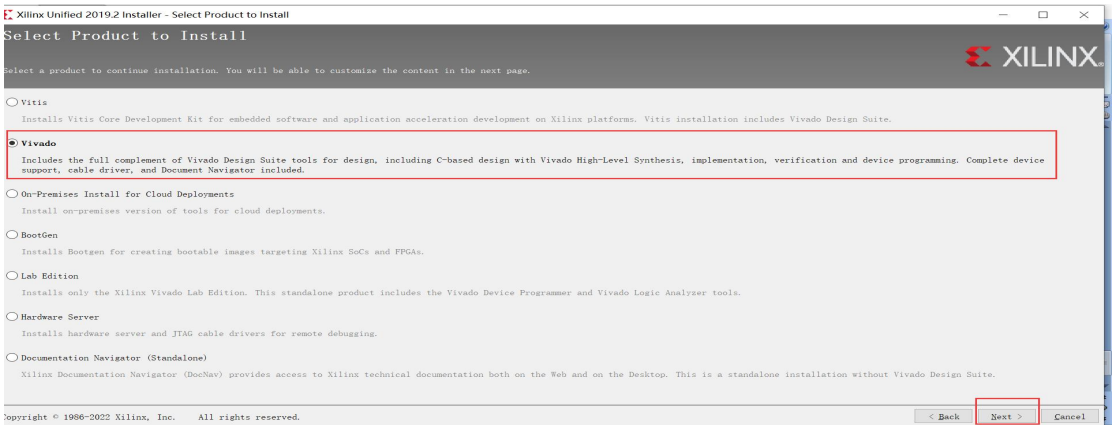 Xilinx Unified 2019.2 Installer - Select Product to Install
Select Product to Install
XILINX
Select a product to continue installation. You will be able to customize the content in the next page.
Vitis
Installs Vitis Core Development Kit for embedded software and application acceleration development on Xilinx platforms. Vitis installation includes Vivado Design Suite.
Vivado
Includes the full complement of Vivado Design Suite tools for design, including C-based design with Vivado High-Level Synthesis, implementation, verification and device programming. Complete device
support, cable driver, and Document Navigator included.
On-Premises Install for Cloud Deployments
Install on-premises version of tools for cloud deployments.
BootGen
Installs Bootgen for creating bootable images targeting Xilinx SoCs and FPGAs.
Lab Edition
Installs only the Xilinx Vivado Lab Edition. This standalone product includes the Vivado Device Programmer and Vivado Logic Analyzer tools.
Hardware Server
Installs hardware server and JTAG cable drivers for remote debugging.
Documentation Navigator (Standalone)
Xilinx Documentation Navigator (DocNav) provides access to Xilinx technical documentation both on the Web and on the Desktop. This is a standalone installation without Vivado Design Suite.
Copyright © 1986-2022 Xilinx, Inc. All rights reserved.
< Back Next > Cancel